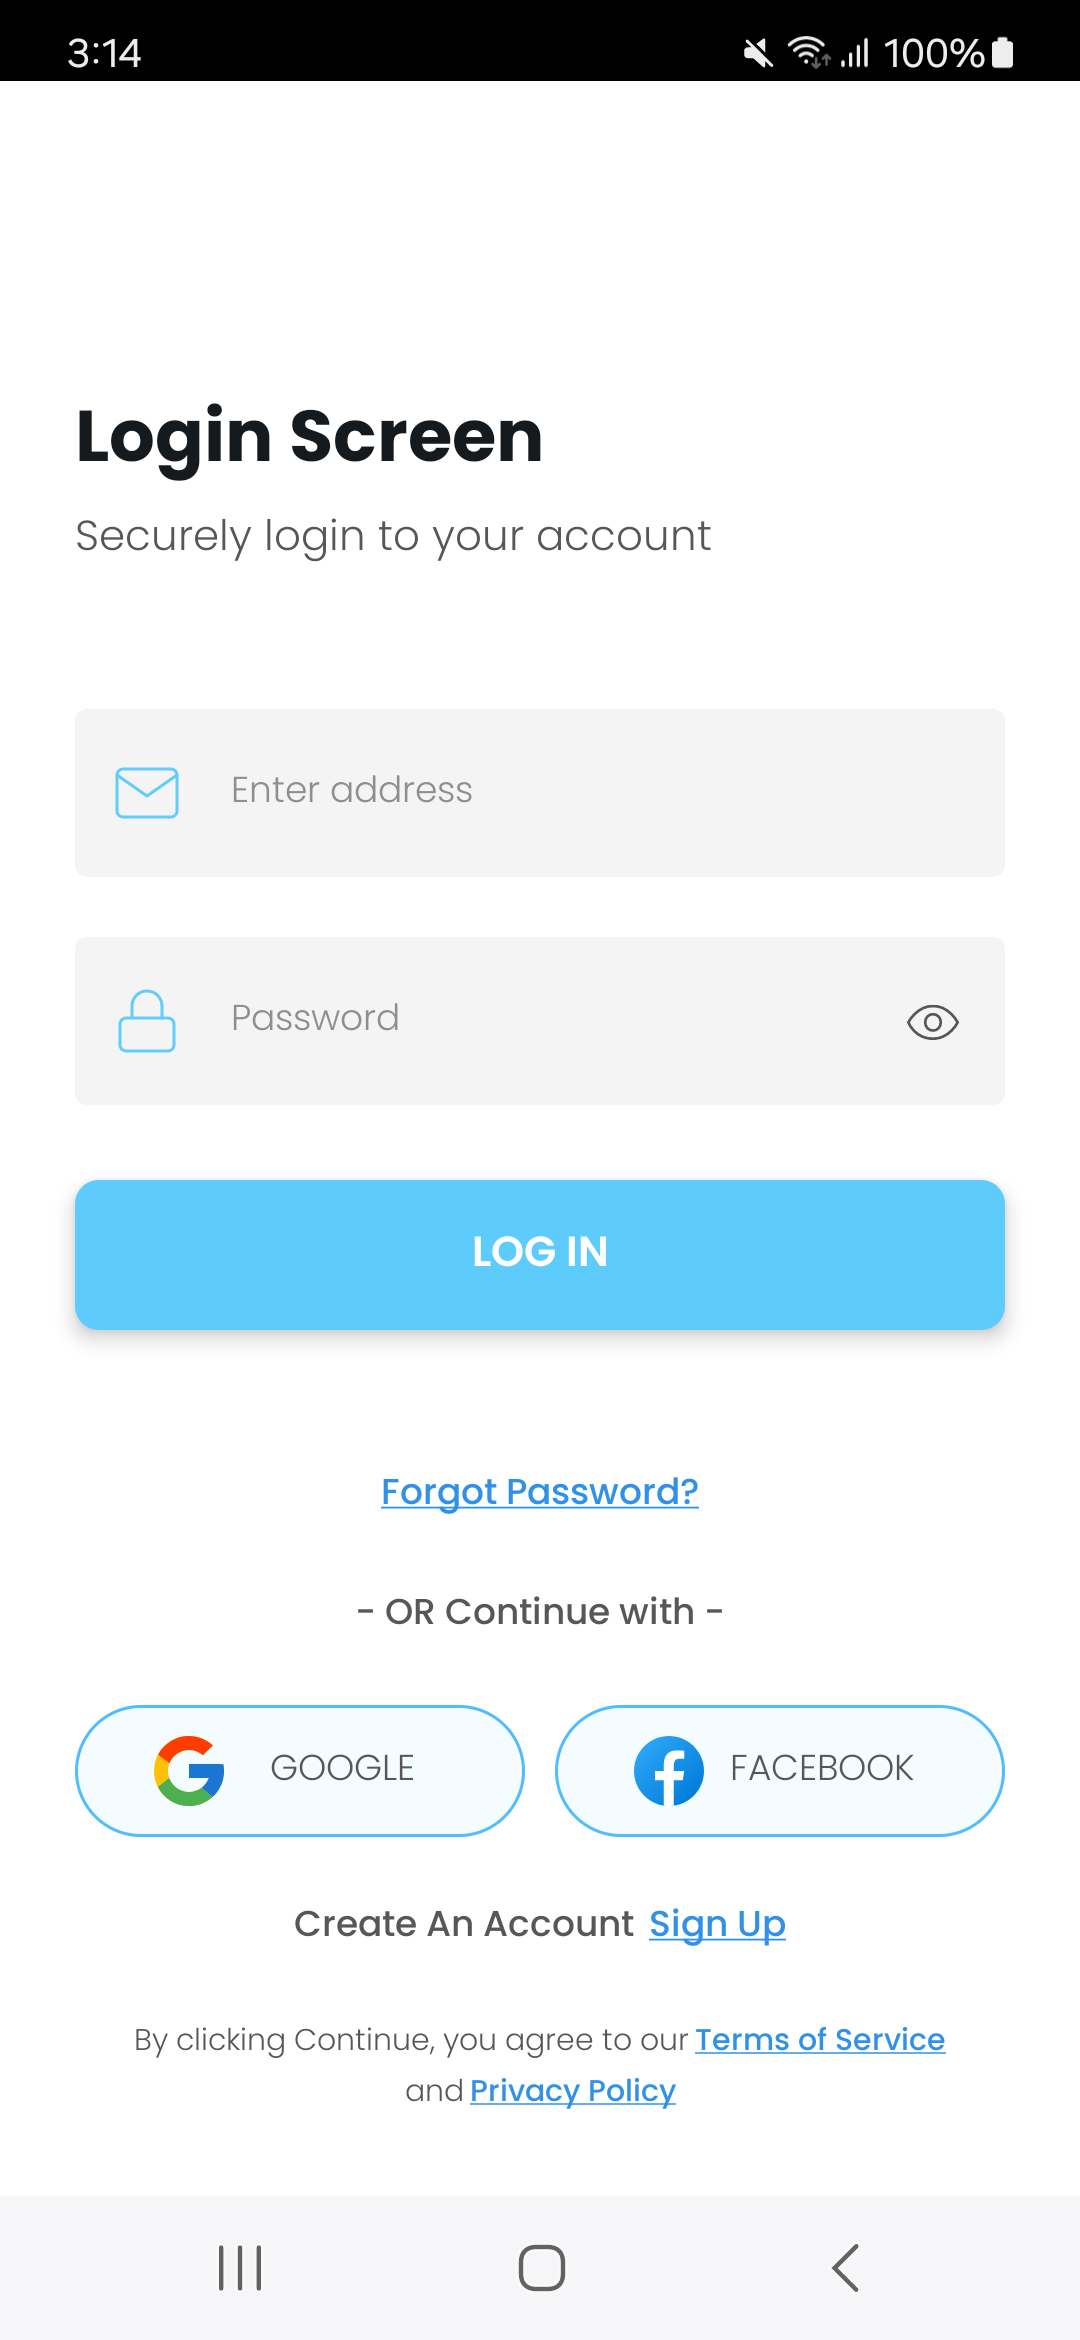 3:14 100%
Login Screen
Securely login to your account
Enter address
Password
LOG IN
Forgot Password?
- OR Continue with -
GOOGLE FACEBOOK
Create An Account Sign Up
By clicking Continue, you agree to our Terms of Service
and Privacy Policy